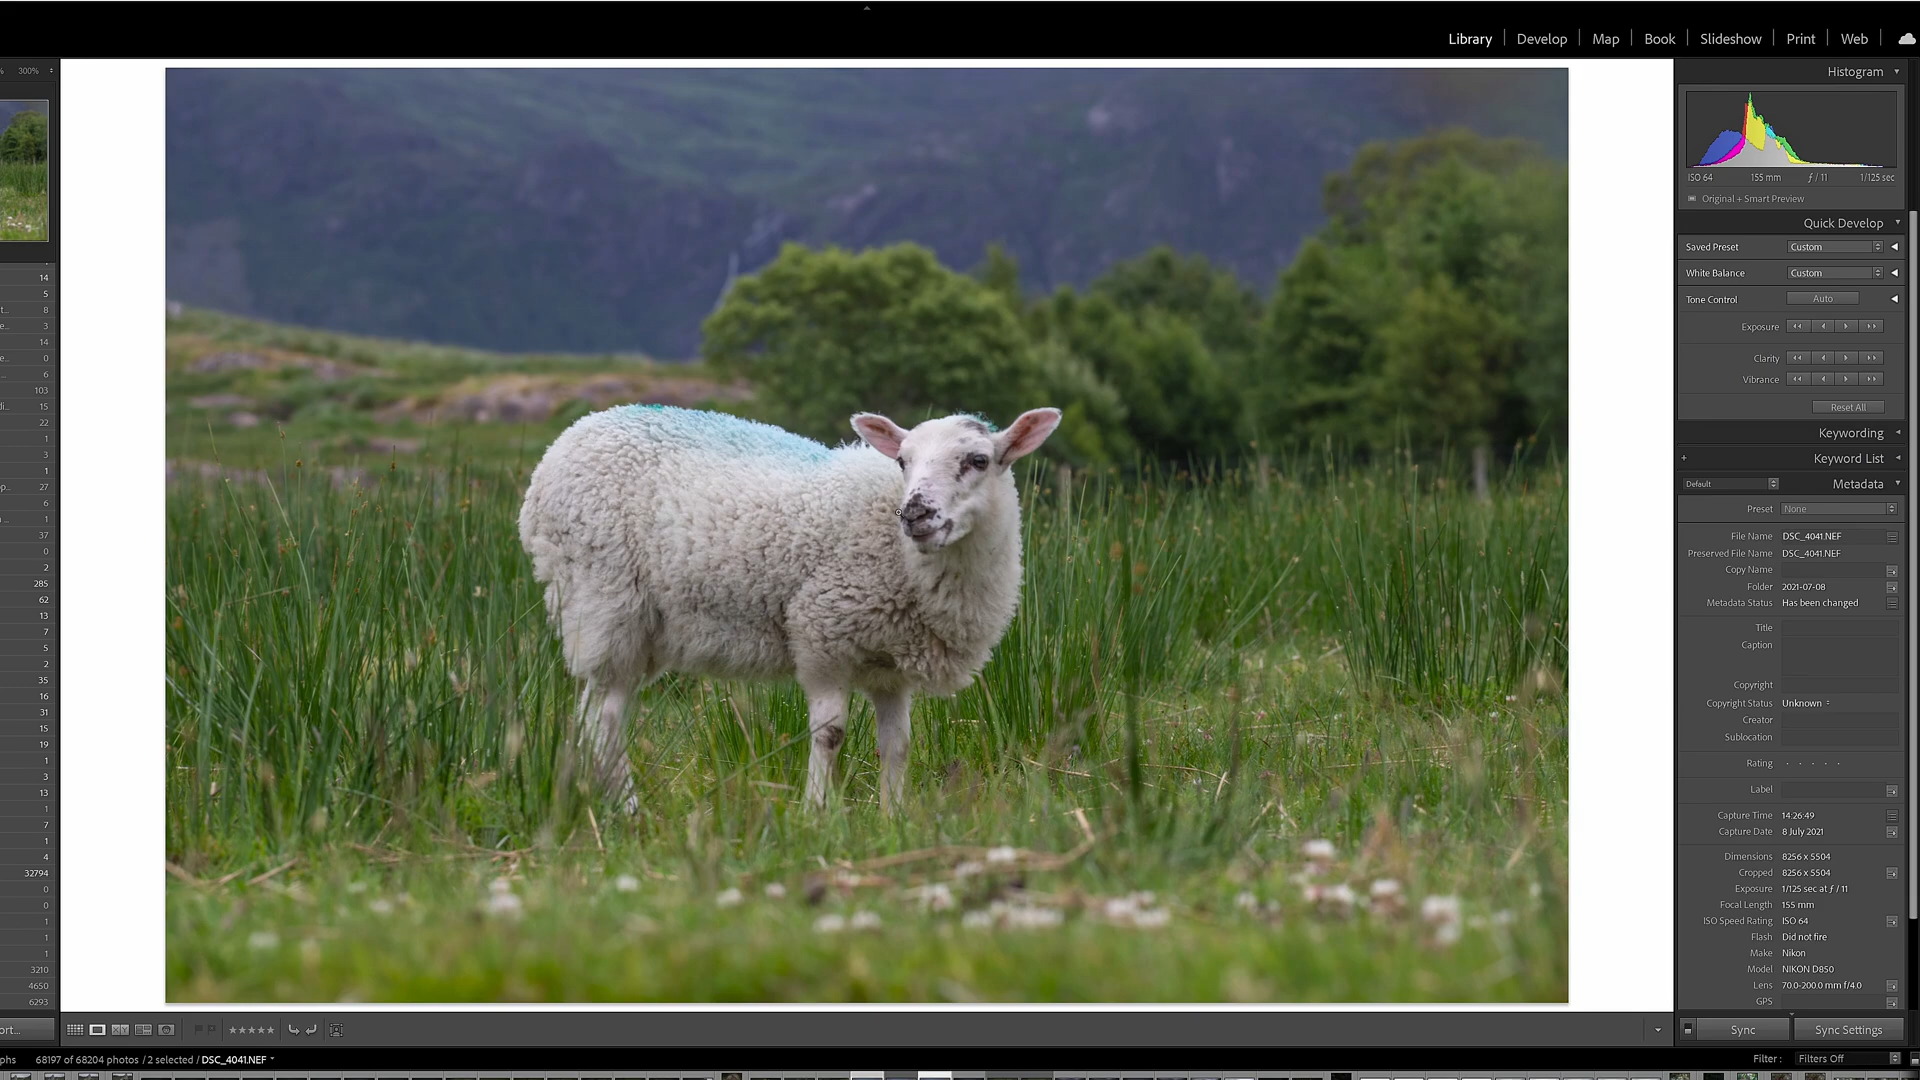 Library | Develop | Map | Book | Slideshow | Print | Web |
300%
Histogram
ISO 64 155 mm ƒ / 11 1/125 sec
Original + Smart Preview
Quick Develop
Saved Preset Custom
White Balance Custom
Tone Control Auto
Exposure
Clarity
Vibrance
Reset All
Keywording
+ Keyword List
Default Metadata
Preset None
File Name DSC_4041.NEF
Preserved File Name DSC_4041.NEF
Copy Name
Folder 2021-07-08
Metadata Status Has been changed
Title
Caption
Copyright
Copyright Status Unknown
Creator
Sublocation
Rating
Label
Capture Time 14:26:49
Capture Date 8 July 2021
Dimensions 8256 x 5504
Cropped 8256 x 5504
Exposure 1/125 sec at ƒ / 11
Focal Length 155 mm
ISO Speed Rating ISO 64
Flash Did not fire
Make Nikon
Model NIKON D850
Lens 70.0-200.0 mm f/4.0
GPS
Sync Sync Settings
14
5
t... 8
e... 3
14
e... 0
... 6
103
di... 15
22
1
3
1
p... 27
6
... 1
37
0
2
285
62
13
7
5
2
35
16
31
15
19
1
3
13
1
7
1
4
32794
0
0
1
1
1
3210
4650
6293
ort...
XY
phs 68197 of 68204 photos / 2 selected / DSC_4041.NEF
Filter : Filters Off